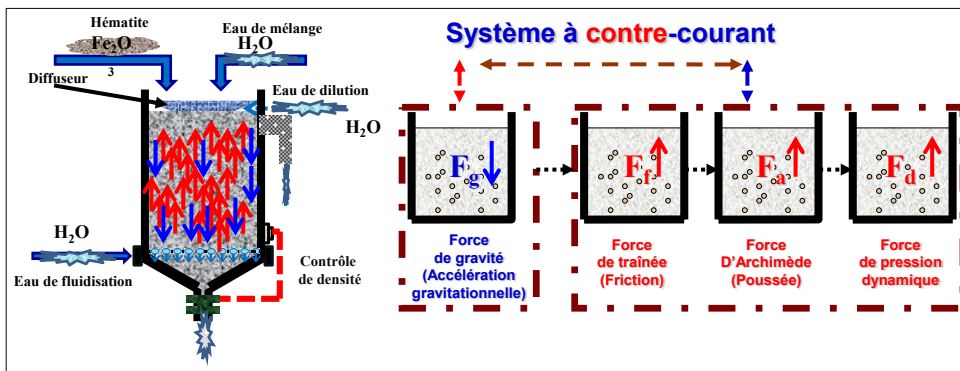 Hématite
Fe2O
3
Eau de mélange
H2O
Diffuseur
Eau de dilution
H2O
H2O
Eau de fluidisation
Contrôle
de densité
Système à contre-courant
Fg
Force
de gravité
(Accélération
gravitationnelle)
Ff
Force
de traînée
(Friction)
Fa
Force
D'Archimède
(Poussée)
Fd
Force
de pression
dynamique